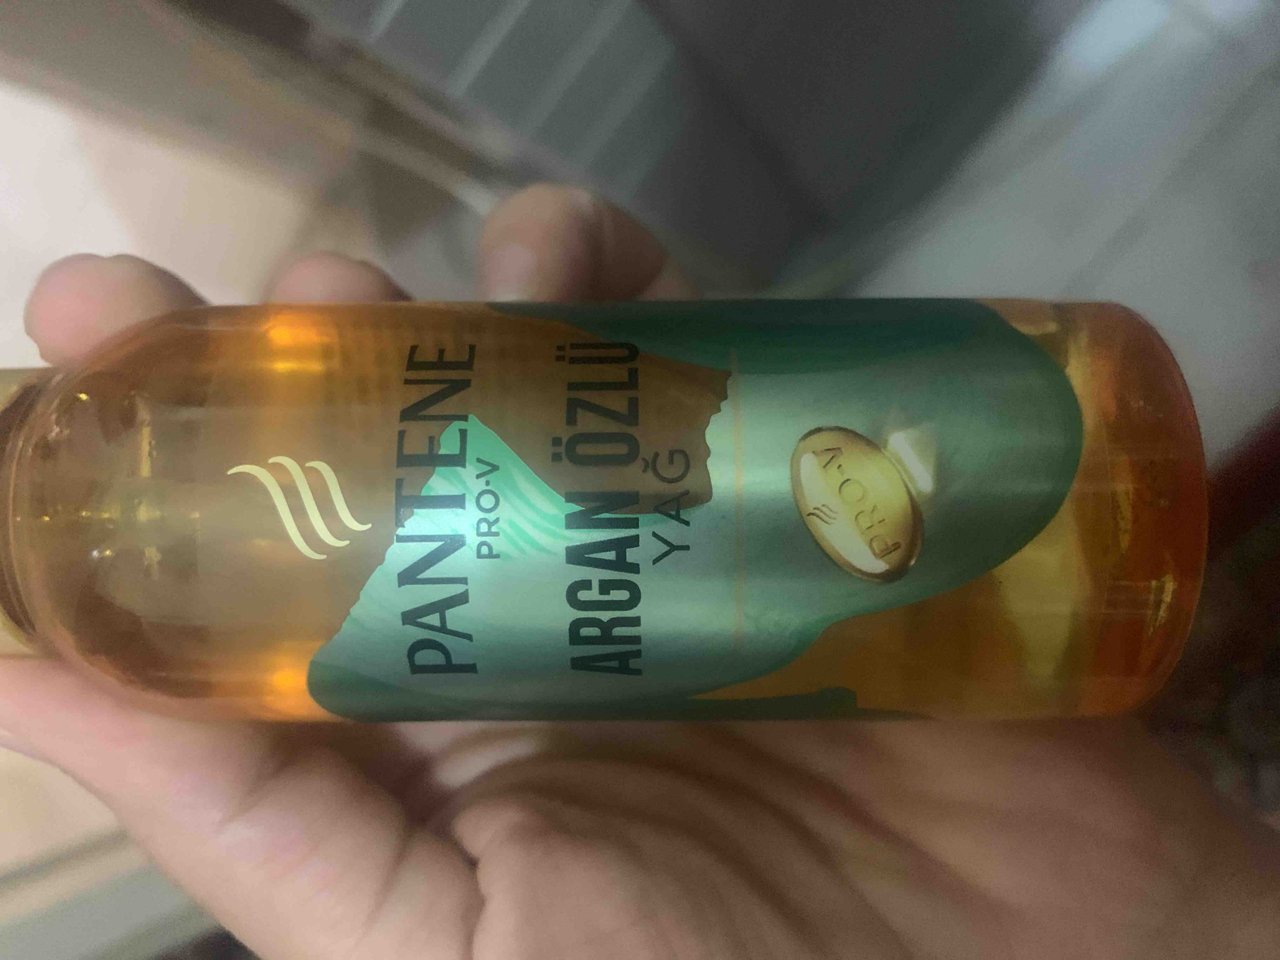 PANTENE
PRO-V
ARGAN ÖZLÜ
YAĞ
PRO-V